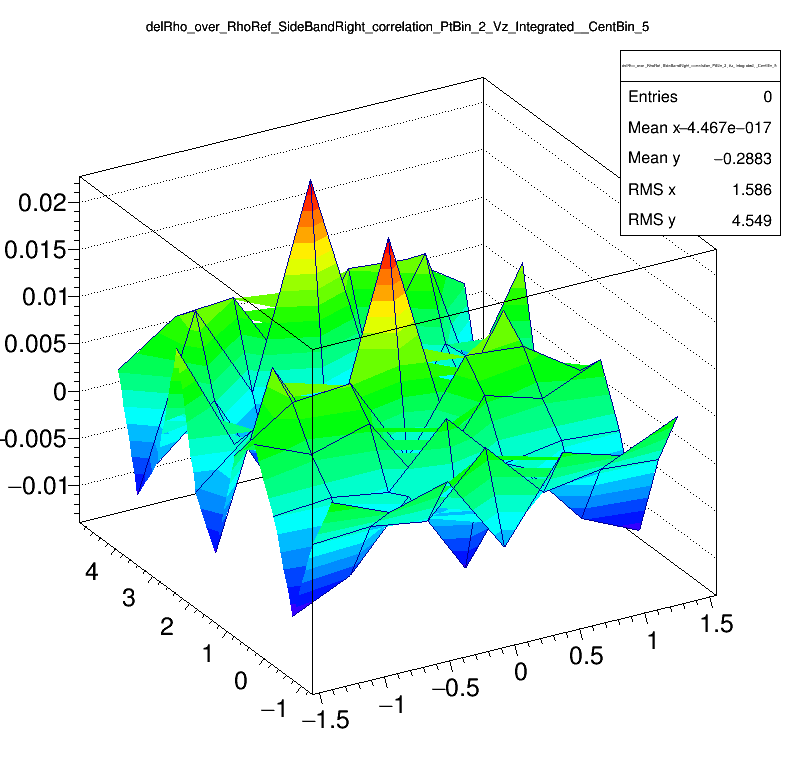 delRho_over_RhoRef_SideBandRight_correlation_PtBin_2_Vz_Integrated__CentBin_5
delRho_over_RhoRef_SideBandRight_correlation_PtBin_2_Vz_Integrated__CentBin_5
Entries 0
Mean x −4.467e−017
Mean y −0.2883
RMS x 1.586
RMS y 4.549
0.02
0.015
0.01
0.005
0
−0.005
−0.01
4
3
2
1
0
−1
−1.5
−1
−0.5
0
0.5
1
1.5